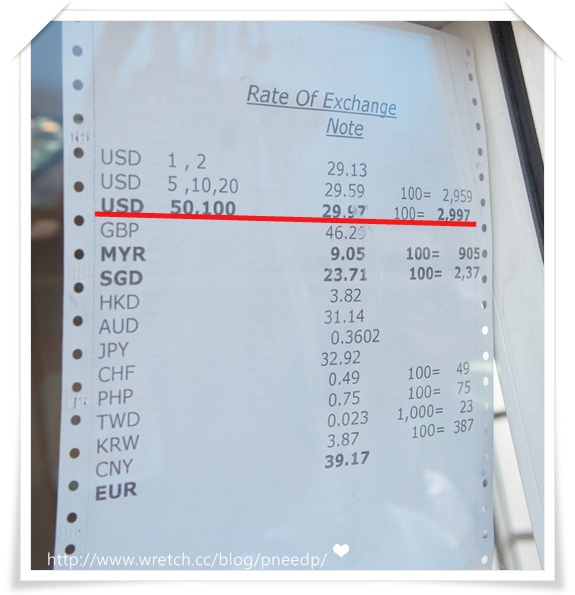 Rate Of Exchange
Note
USD 1 , 2 29.13
USD 5 ,10,20 29.59 100= 2,959
USD 50,100 29.97 100= 2,997
GBP
MYR 9.05 100= 905
SGD 23.71 100= 2,37
HKD 3.82
AUD 31.14
JPY 0.3602
CHF 32.92
PHP 0.49 100= 49
TWD 0.75 100= 75
KRW 0.023 1,000= 23
CNY 3.87 100= 387
EUR 39.17
http://www.wretch.cc/blog/pneedp/